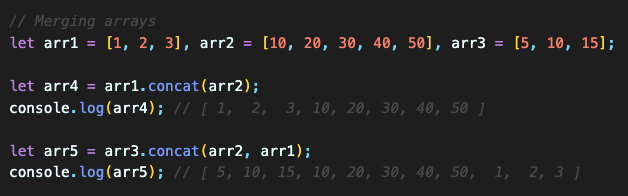 // Merging arrays
let arr1 = [1, 2, 3], arr2 = [10, 20, 30, 40, 50], arr3 = [5, 10, 15];
let arr4 = arr1.concat(arr2);
console.log(arr4); // [ 1,  2,  3, 10, 20, 30, 40, 50 ]
let arr5 = arr3.concat(arr2, arr1);
console.log(arr5); // [ 5, 10, 15, 10, 20, 30, 40, 50,  1,  2, 3 ]